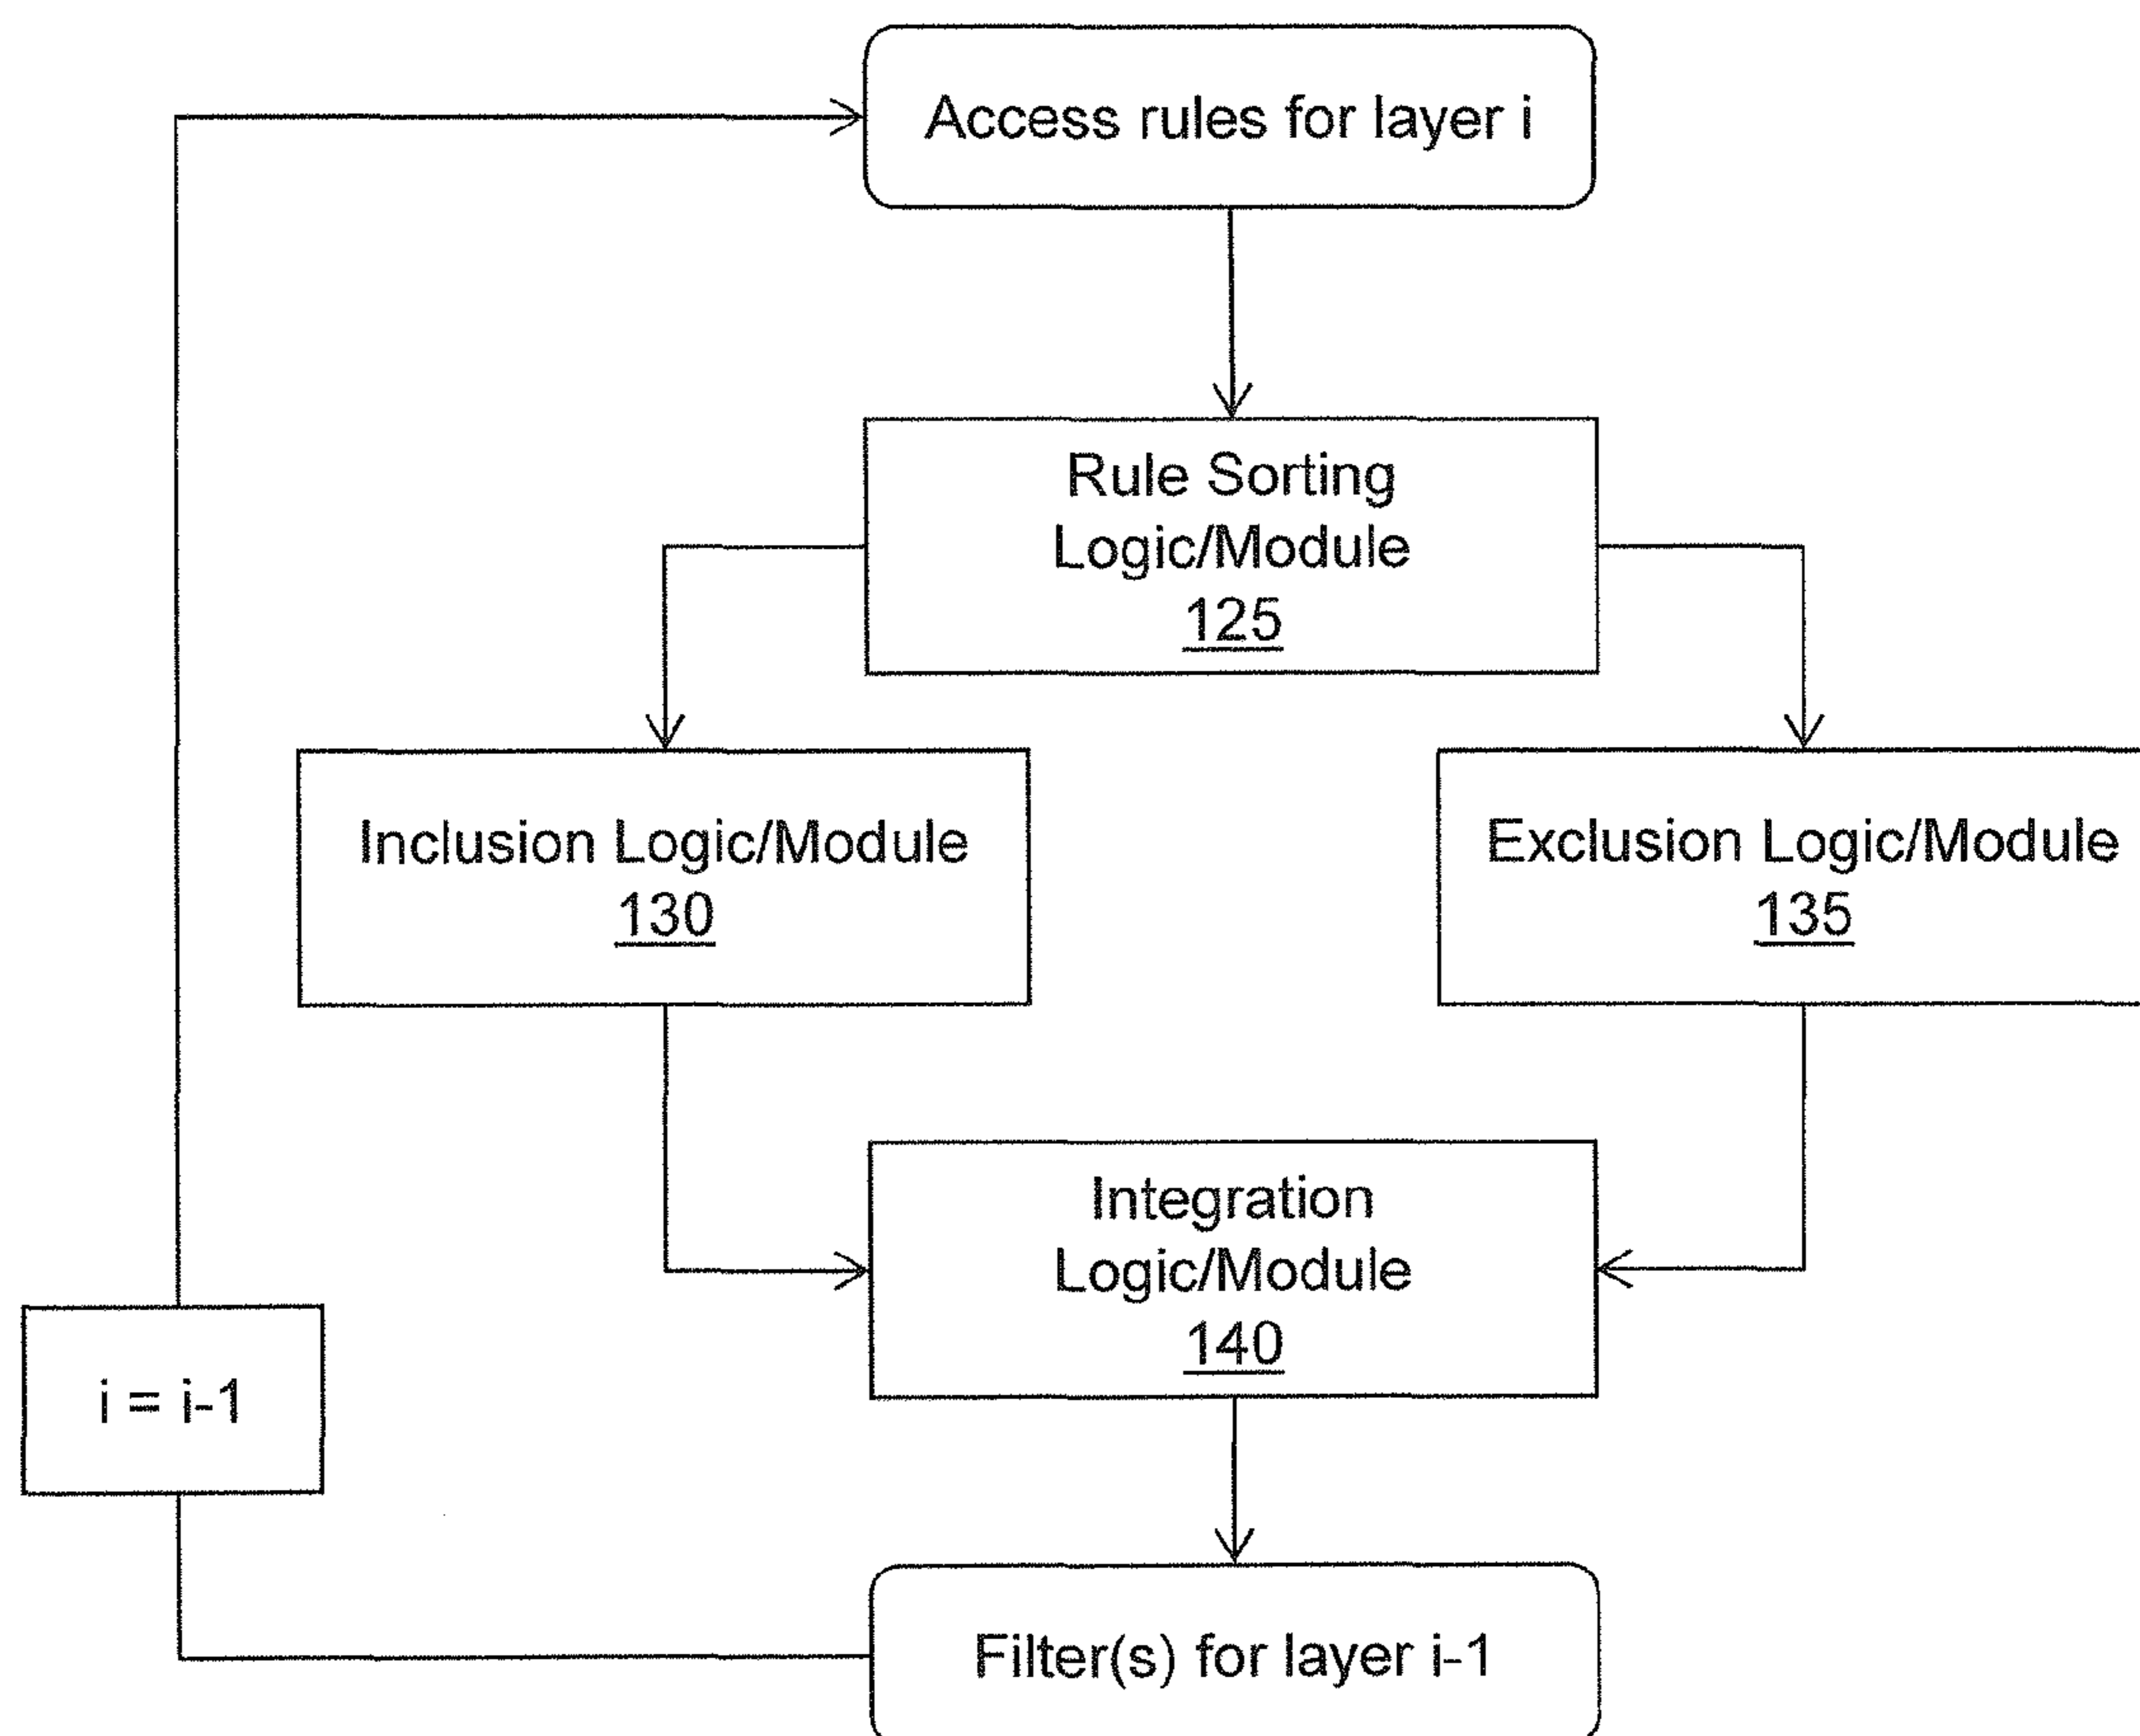 Access rules for layer i
Rule Sorting
Logic/Module
125
Inclusion Logic/Module
130
Exclusion Logic/Module
135
Integration
Logic/Module
140
i = i-1
Filter(s) for layer i-1